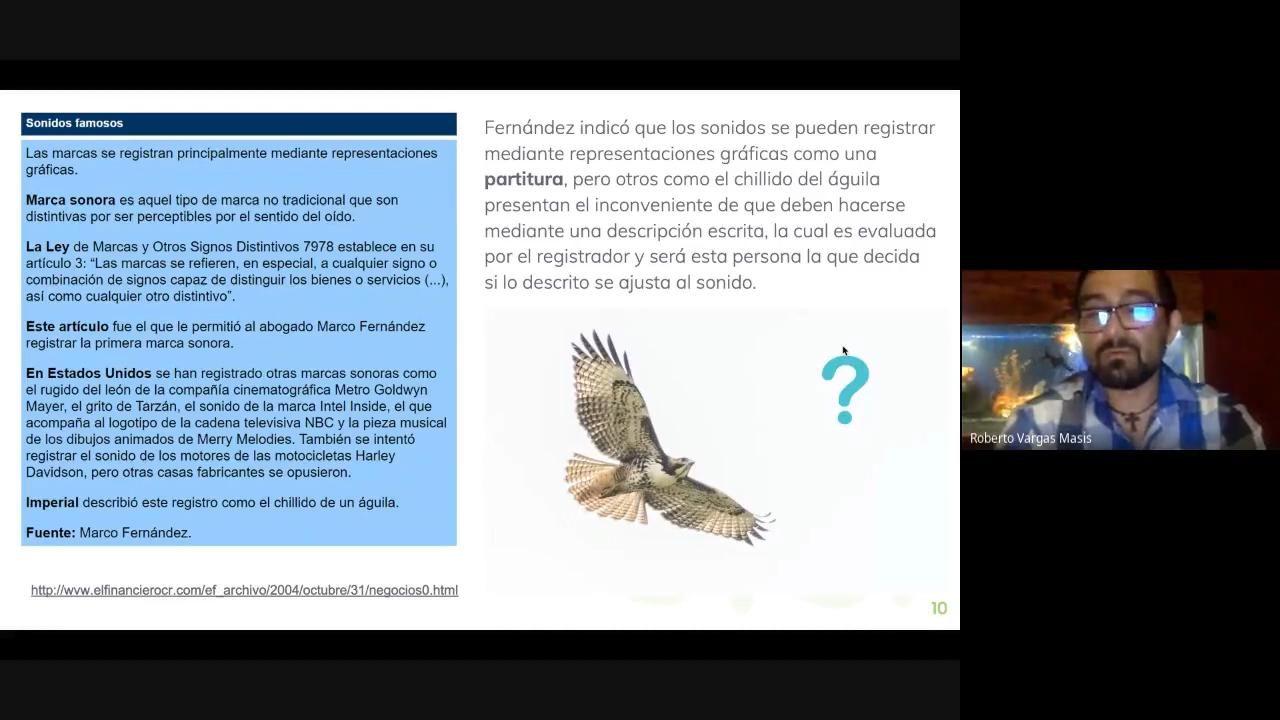 Sonidos famosos
Las marcas se registran principalmente mediante representaciones
gráficas.
Marca sonora es aquel tipo de marca no tradicional que son
distintivas por ser perceptibles por el sentido del oído.
La Ley de Marcas y Otros Signos Distintivos 7978 establece en su
artículo 3: “Las marcas se refieren, en especial, a cualquier signo o
combinación de signos capaz de distinguir los bienes o servicios (...),
así como cualquier otro distintivo”.
Este artículo fue el que le permitió al abogado Marco Fernández
registrar la primera marca sonora.
En Estados Unidos se han registrado otras marcas sonoras como
el rugido del león de la compañía cinematográfica Metro Goldwyn
Mayer, el grito de Tarzán, el sonido de la marca Intel Inside, el que
acompaña al logotipo de la cadena televisiva NBC y la pieza musical
de los dibujos animados de Merry Melodies. También se intentó
registrar el sonido de los motores de las motocicletas Harley
Davidson, pero otras casas fabricantes se opusieron.
Imperial describió este registro como el chillido de un águila.
Fuente: Marco Fernández.
http://wvw.elfinancierocr.com/ef_archivo/2004/octubre/31/negocios0.html
Fernández indicó que los sonidos se pueden registrar
mediante representaciones gráficas como una
partitura, pero otros como el chillido del águila
presentan el inconveniente de que deben hacerse
mediante una descripción escrita, la cual es evaluada
por el registrador y será esta persona la que decida
si lo descrito se ajusta al sonido.
?
10
Roberto Vargas Masis